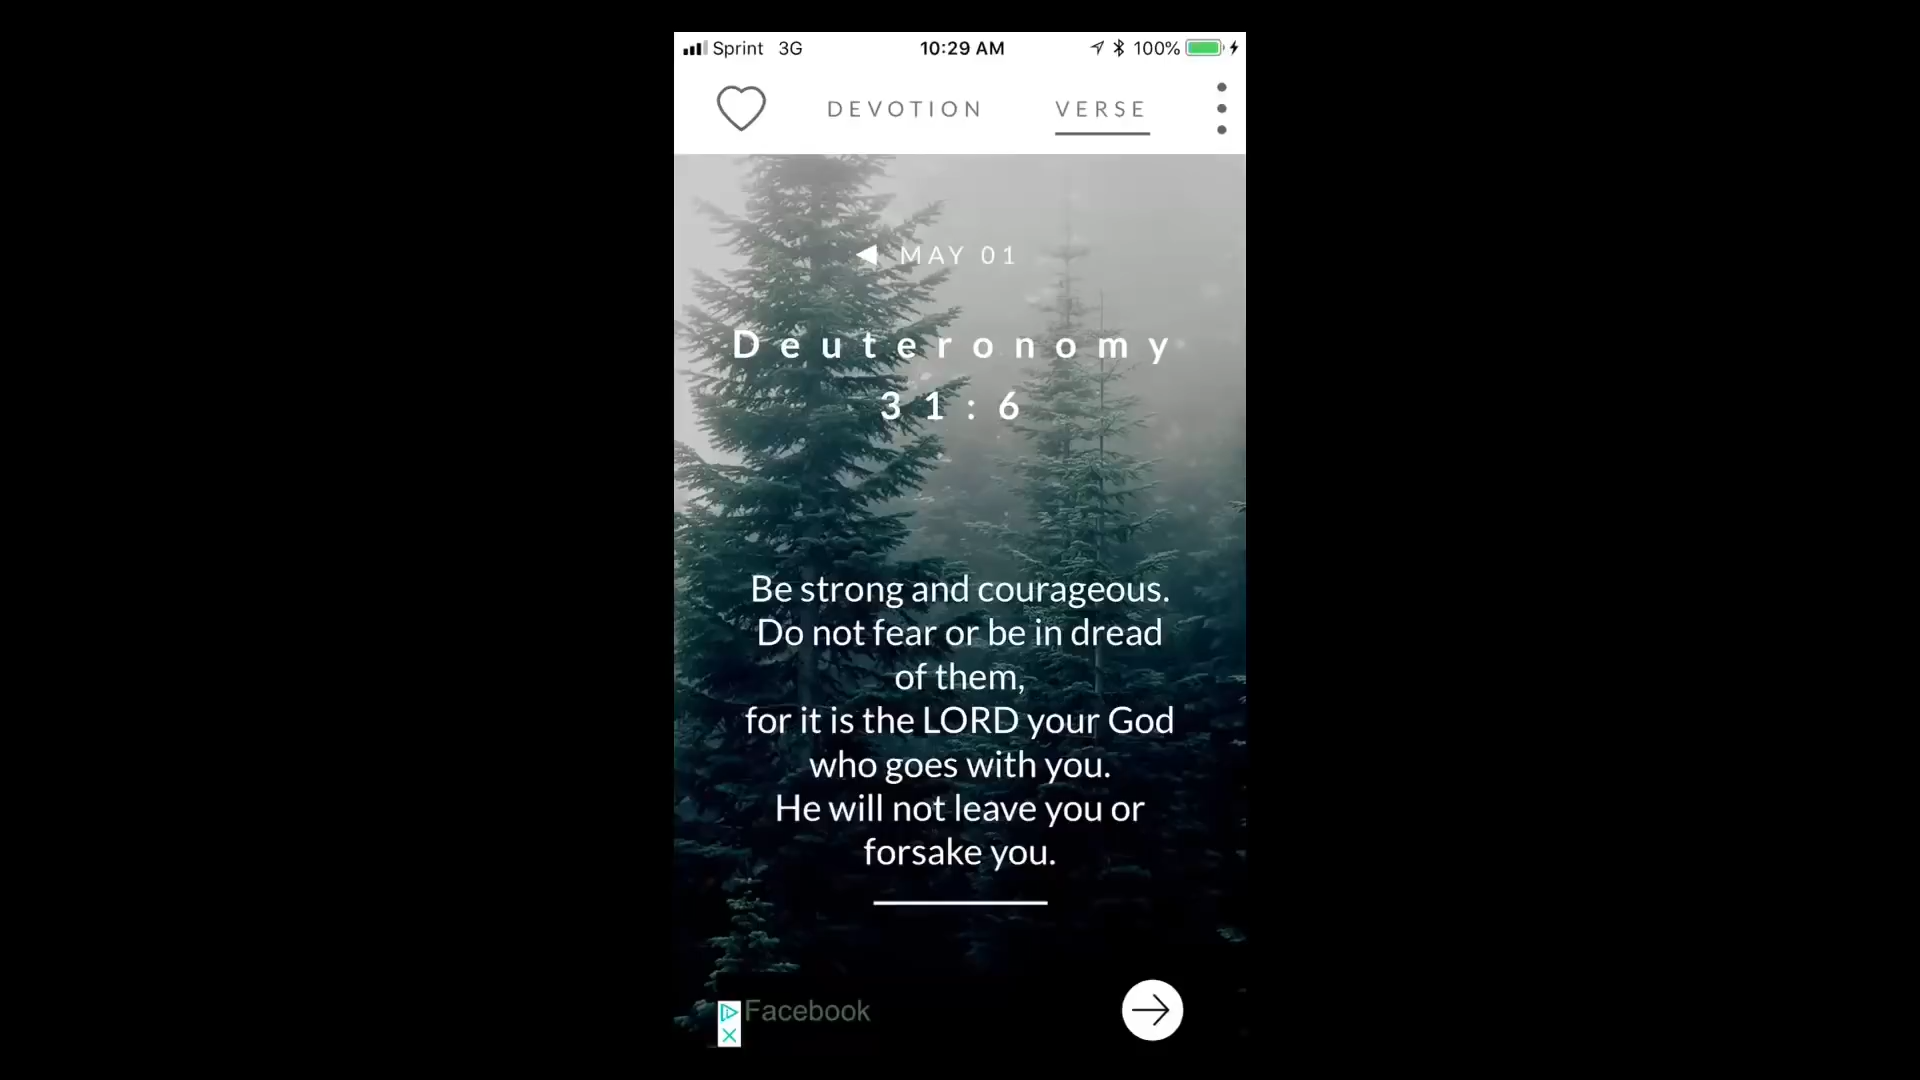 Sprint 3G 10:29 AM 100%
DEVOTION VERSE
MAY 01
Deuteronomy
31:6
Be strong and courageous.
Do not fear or be in dread
of them,
for it is the LORD your God
who goes with you.
He will not leave you or
forsake you.
Facebook